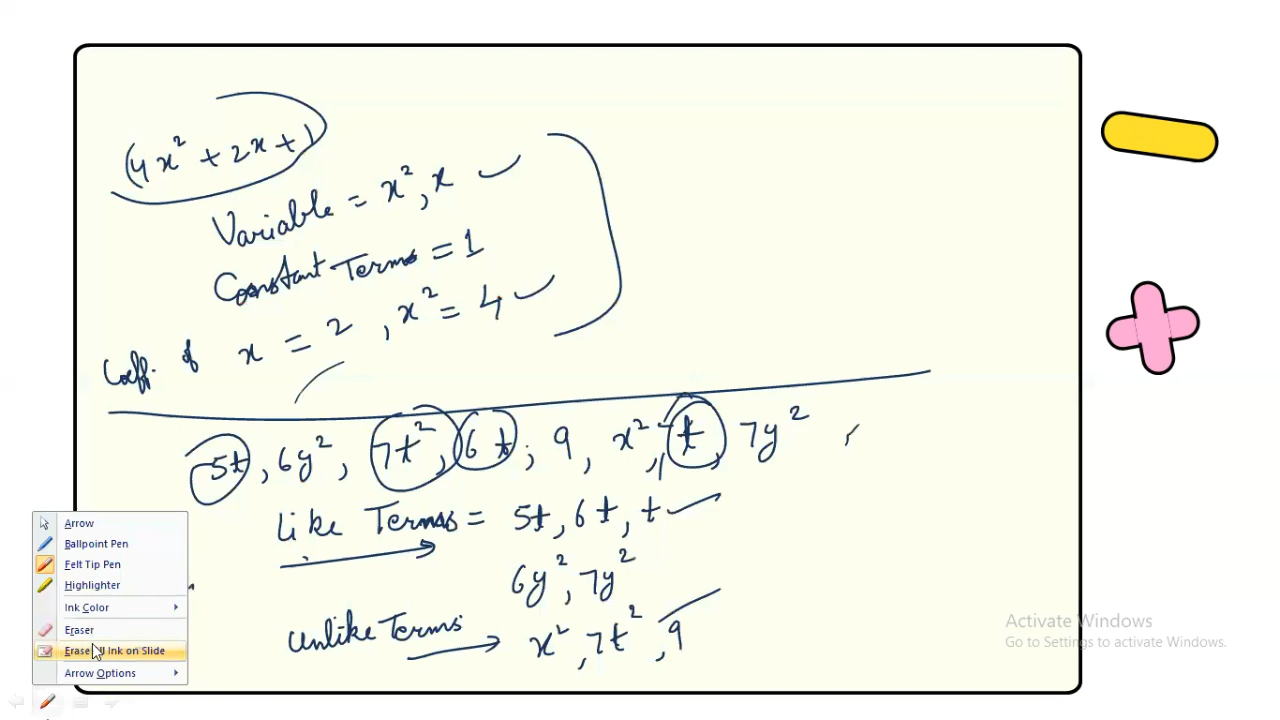 (4x² + 2x + 1)
Variable = x², x
Constant Terms = 1
Coeff. of x = 2, x² = 4
5t, 6y², 7t², 6t, 9, x², t, 7y²
Like Terms = 5t, 6t, t
6y², 7y²
Unlike Terms → x², 7t², 9
Arrow
Ballpoint Pen
Felt Tip Pen
Highlighter
Ink Color
Eraser
Erase All Ink on Slide
Arrow Options
Activate Windows
Go to Settings to activate Windows.